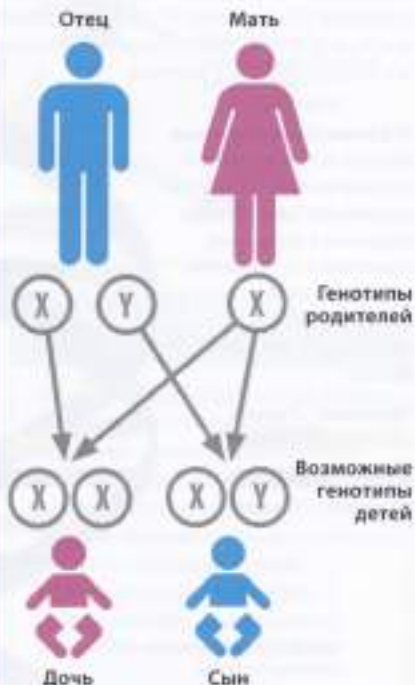 Отец Мать
X Y X
Генотипы
родителей
X X X Y
Возможные
генотипы
детей
Дочь Сын